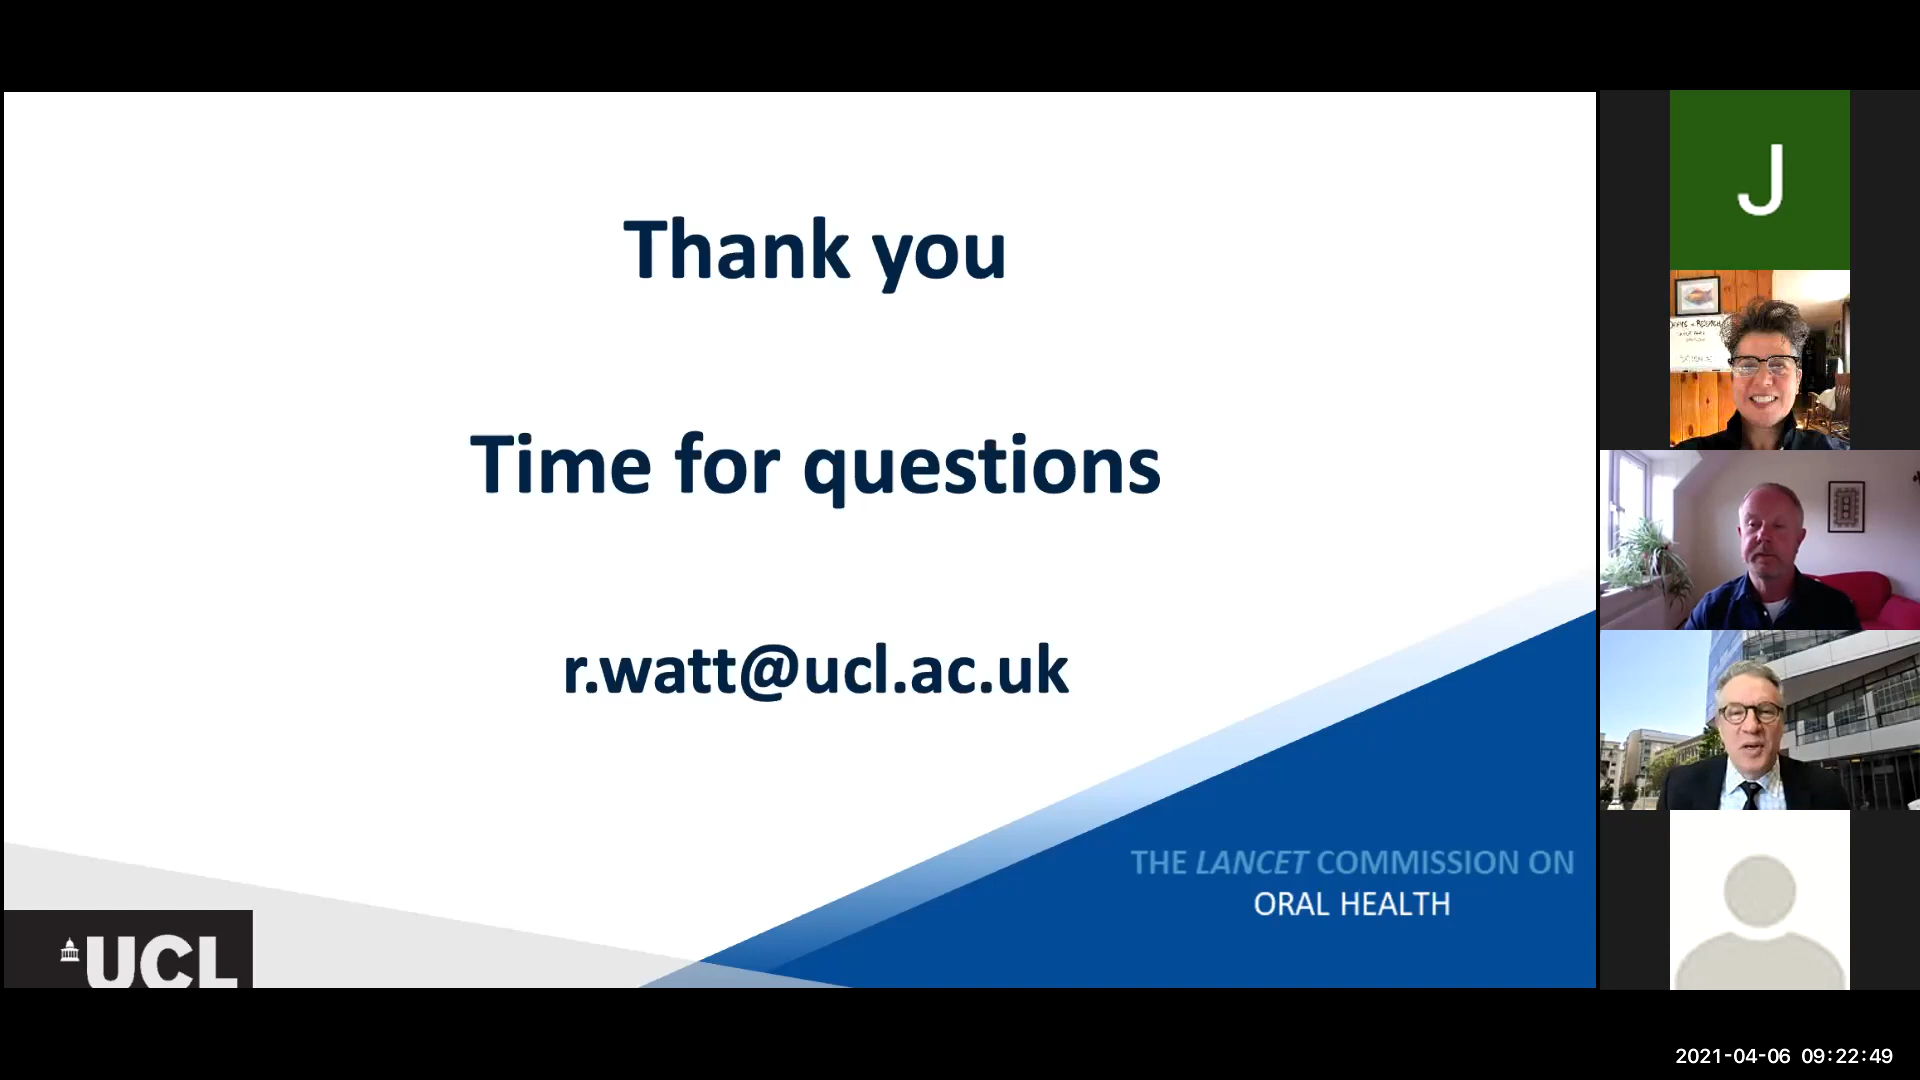 Thank you
Time for questions
r.watt@ucl.ac.uk
THE LANCET COMMISSION ON
ORAL HEALTH
UCL
J
2021-04-06 09:22:49